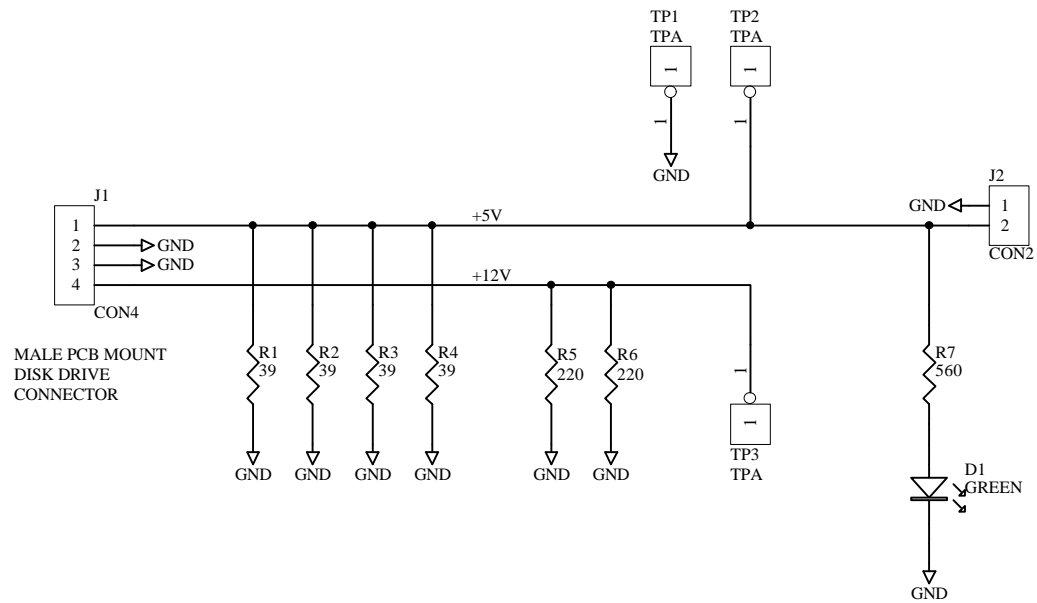 TP1
TPA
1
1
GND
TP2
TPA
1
1
J1
1
2
3
4
CON4
GND
GND
+5V
+12V
J2
GND
1
2
CON2
MALE PCB MOUNT
DISK DRIVE
CONNECTOR
R1
39
GND
R2
39
GND
R3
39
GND
R4
39
GND
R5
220
GND
R6
220
GND
1
1
TP3
TPA
R7
560
D1
GREEN
GND